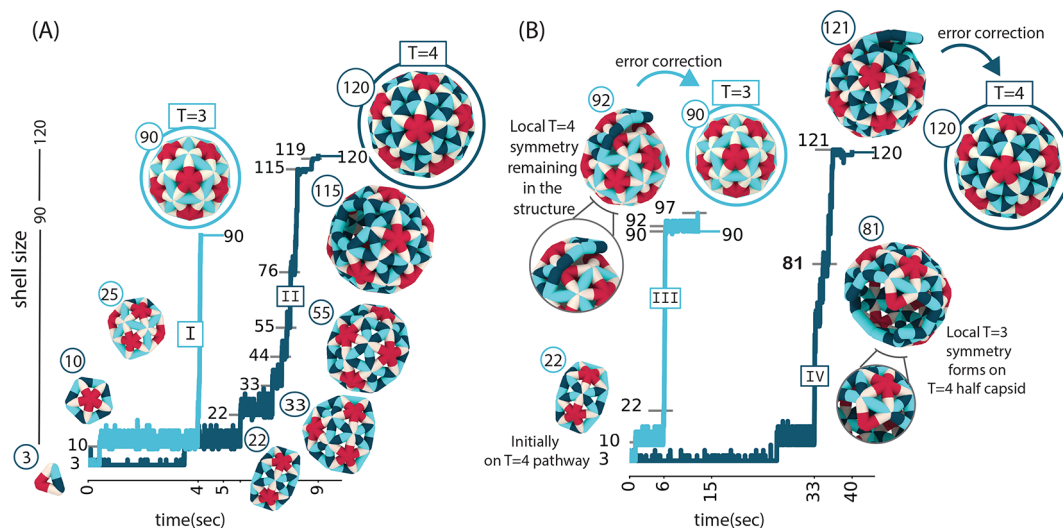 (A)
T=4
120
T=3
90
119
115
120
115
90
76
55
44
33
22
10
3
I
II
25
10
3
55
33
22
120
90
shell size
0
4
5
9
time(sec)
(B)
121
error correction
error correction
92
T=3
90
T=4
120
Local T=4
symmetry
remaining
in the
structure
97
92
90
90
121
120
81
81
III
IV
22
22
10
3
Initially
on T=4 pathway
Local T=3
symmetry
forms on
T=4 half capsid
0
6
15
33
40
time(sec)